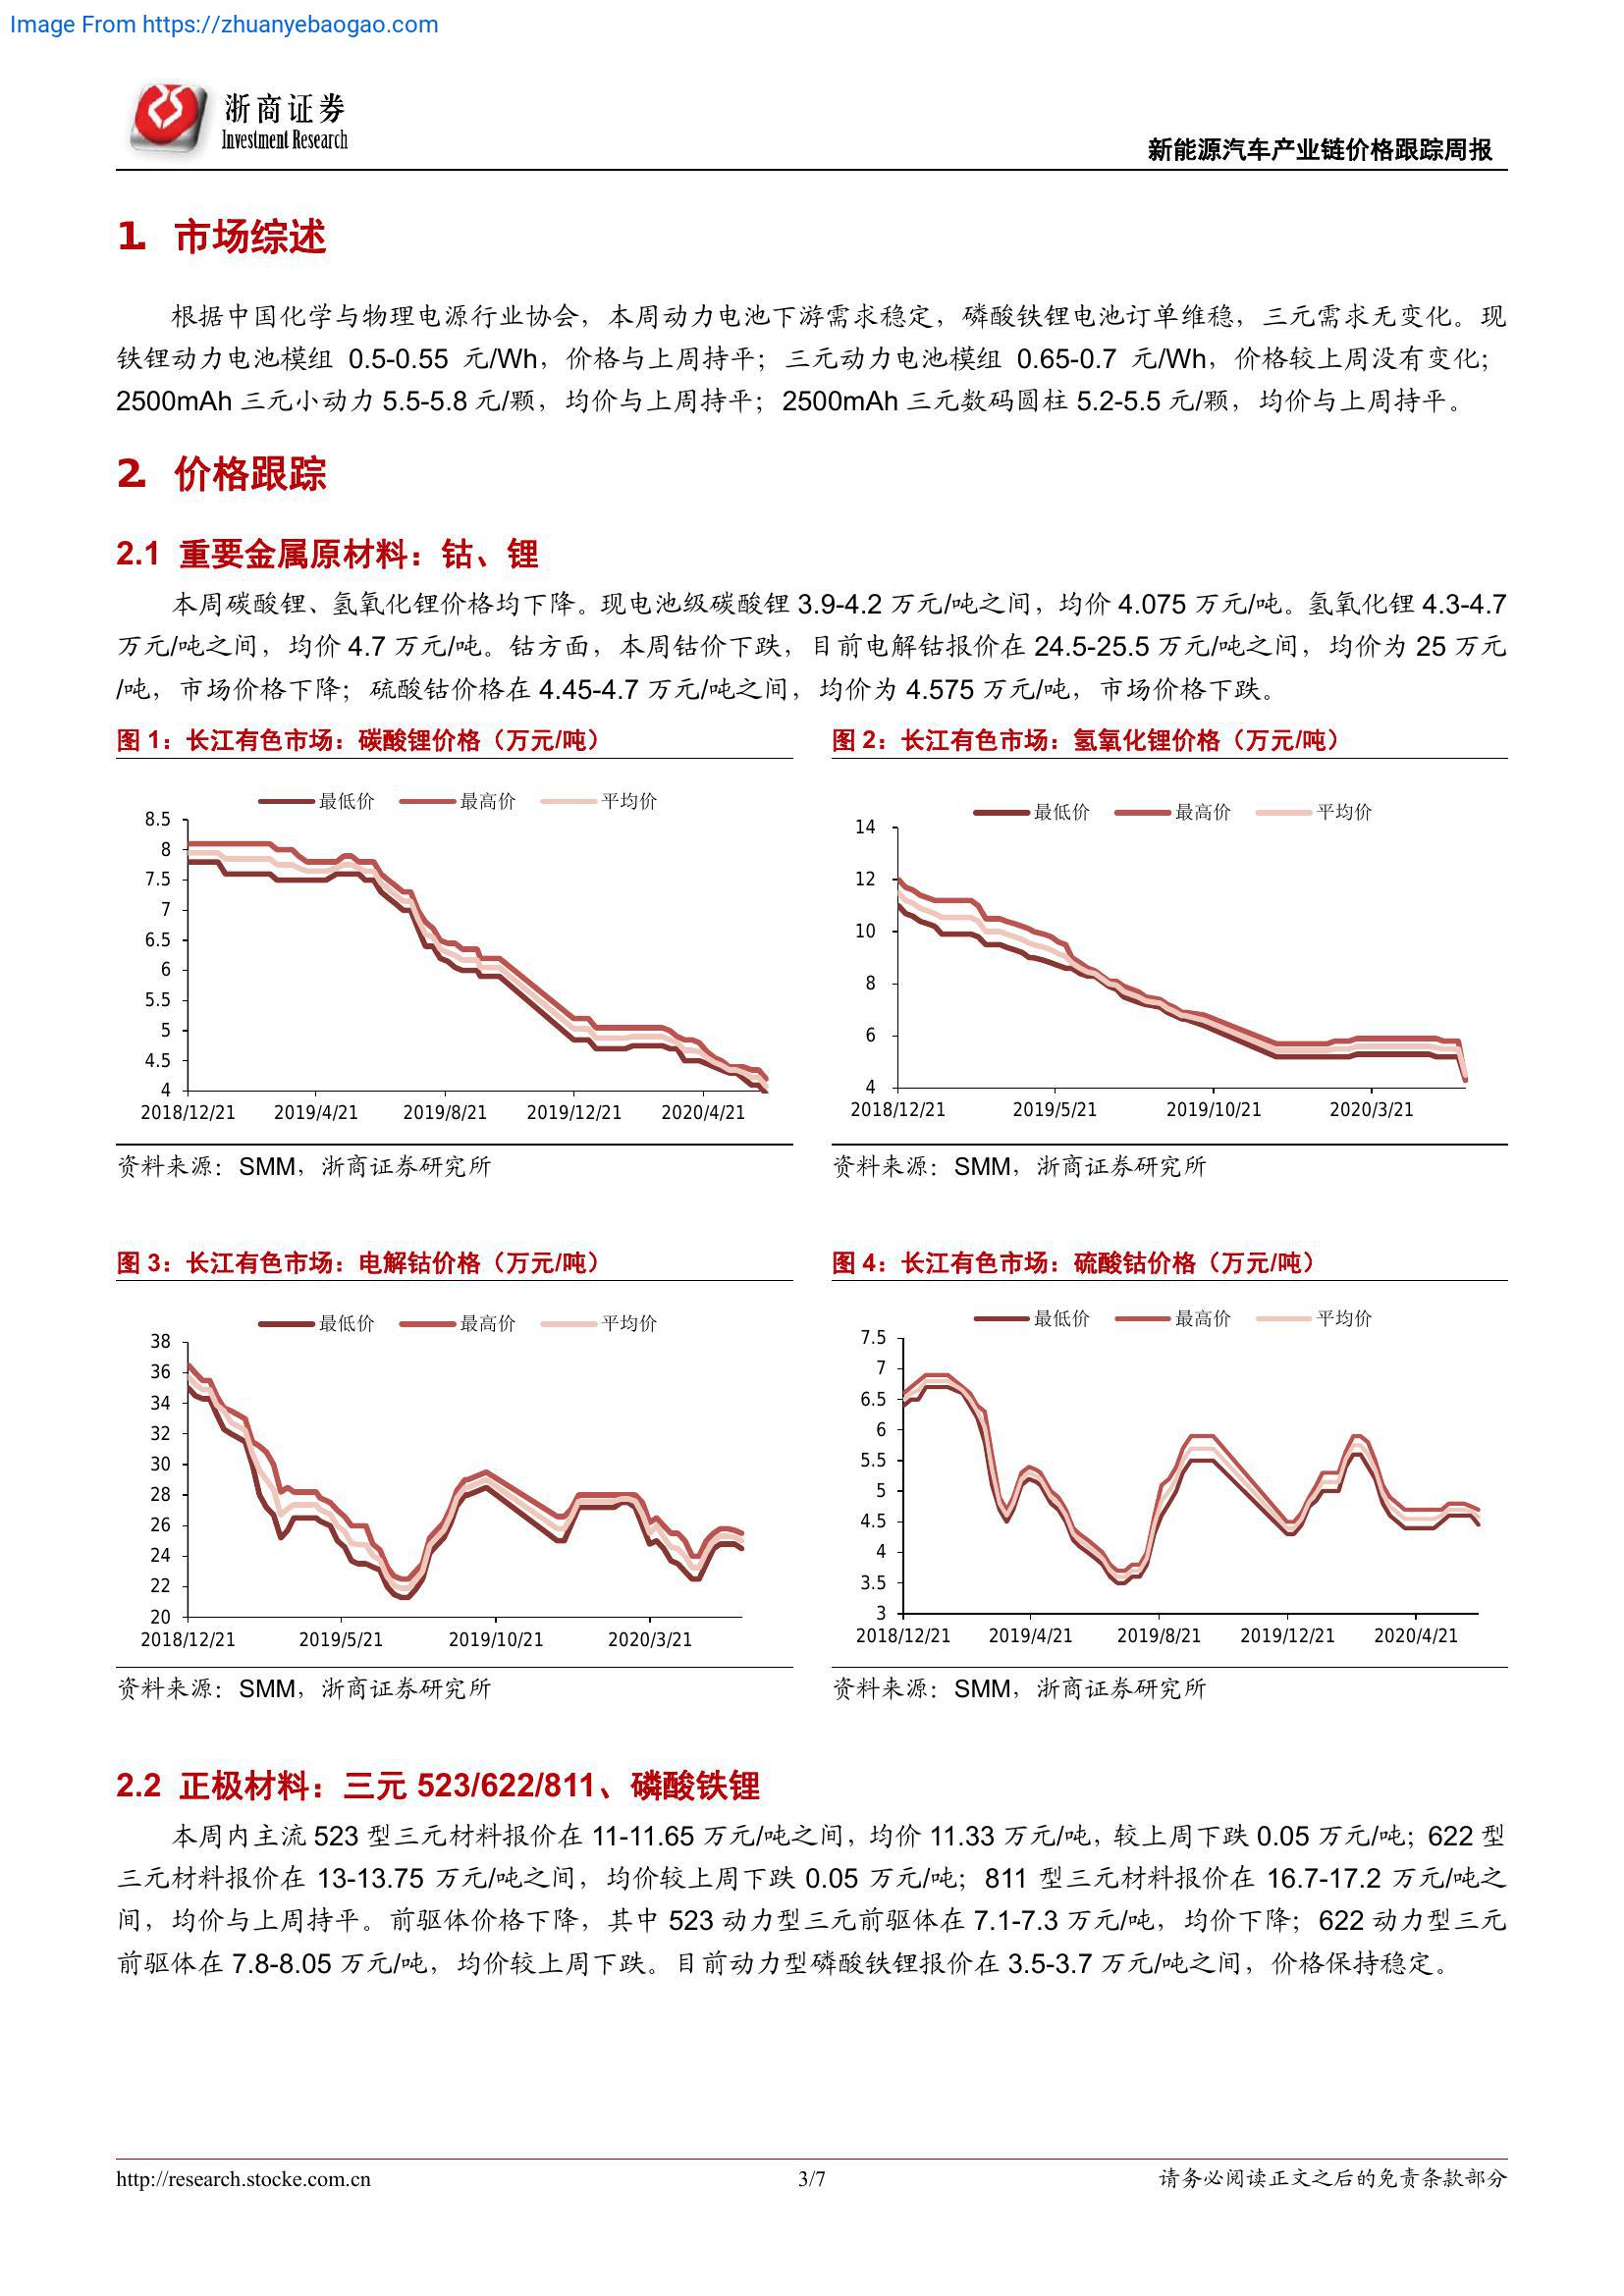 Image From https://zhuanyebaogao.com
浙商证券
Investment Research
新能源汽车产业链价格跟踪周报
1. 市场综述
根据中国化学与物理电源行业协会，本周动力电池下游需求稳定，磷酸铁锂电池订单维稳，三元需求无变化。现
铁锂动力电池模组 0.5-0.55 元/Wh，价格与上周持平；三元动力电池模组 0.65-0.7 元/Wh，价格较上周没有变化；
2500mAh 三元小动力 5.5-5.8 元/颗，均价与上周持平；2500mAh 三元数码圆柱 5.2-5.5 元/颗，均价与上周持平。
2. 价格跟踪
2.1 重要金属原材料：钴、锂
本周碳酸锂、氢氧化锂价格均下降。现电池级碳酸锂 3.9-4.2 万元/吨之间，均价 4.075 万元/吨。氢氧化锂 4.3-4.7
万元/吨之间，均价 4.7 万元/吨。钴方面，本周钴价下跌，目前电解钴报价在 24.5-25.5 万元/吨之间，均价为 25 万元
/吨，市场价格下降；硫酸钴价格在 4.45-4.7 万元/吨之间，均价为 4.575 万元/吨，市场价格下跌。
图 1：长江有色市场：碳酸锂价格（万元/吨）
最低价 最高价 平均价
8.5
8
7.5
7
6.5
6
5.5
5
4.5
4
2018/12/21 2019/4/21 2019/8/21 2019/12/21 2020/4/21
资料来源：SMM，浙商证券研究所
图 2：长江有色市场：氢氧化锂价格（万元/吨）
最低价 最高价 平均价
14
12
10
8
6
4
2018/12/21 2019/5/21 2019/10/21 2020/3/21
资料来源：SMM，浙商证券研究所
图 3：长江有色市场：电解钴价格（万元/吨）
最低价 最高价 平均价
38
36
34
32
30
28
26
24
22
20
2018/12/21 2019/5/21 2019/10/21 2020/3/21
资料来源：SMM，浙商证券研究所
图 4：长江有色市场：硫酸钴价格（万元/吨）
最低价 最高价 平均价
7.5
7
6.5
6
5.5
5
4.5
4
3.5
3
2018/12/21 2019/4/21 2019/8/21 2019/12/21 2020/4/21
资料来源：SMM，浙商证券研究所
2.2 正极材料：三元 523/622/811、磷酸铁锂
本周内主流 523 型三元材料报价在 11-11.65 万元/吨之间，均价 11.33 万元/吨，较上周下跌 0.05 万元/吨；622 型
三元材料报价在 13-13.75 万元/吨之间，均价较上周下跌 0.05 万元/吨；811 型三元材料报价在 16.7-17.2 万元/吨之
间，均价与上周持平。前驱体价格下降，其中 523 动力型三元前驱体在 7.1-7.3 万元/吨，均价下降；622 动力型三元
前驱体在 7.8-8.05 万元/吨，均价较上周下跌。目前动力型磷酸铁锂报价在 3.5-3.7 万元/吨之间，价格保持稳定。
http://research.stocke.com.cn
3/7
请务必阅读正文之后的免责条款部分